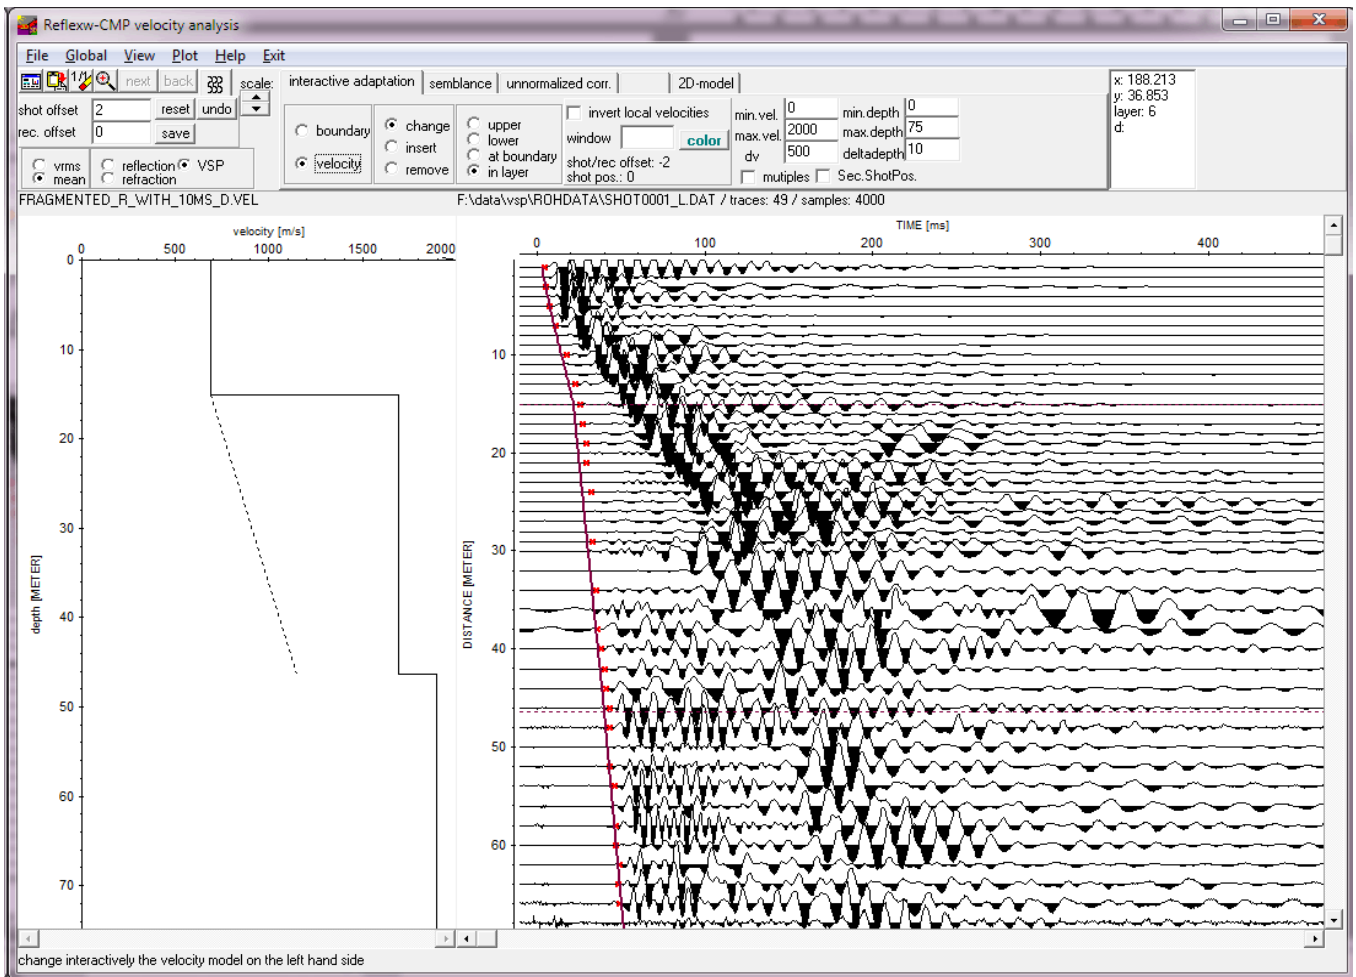 Reflexw-CMP velocity analysis
File Global View Plot Help Exit
1/1 next back scale:
shot offset 2 reset undo
rec. offset 0 save
vrms reflection VSP
mean refraction
interactive adaptation semblance unnormalized corr. 2D-model
boundary change upper invert local velocities
velocity insert lower window color
remove at boundary shot/rec offset: -2
in layer shot pos.: 0
min.vel. 0 min.depth 0
max.vel. 2000 max.depth 75
dv 500 deltadepth 10
mutiples Sec.ShotPos.
x: 188.213
y: 36.853
layer: 6
d:
FRAGMENTED_R_WITH_10MS_D.VEL F:\data\vsp\ROHDATA\SHOT0001_L.DAT / traces: 49 / samples: 4000
velocity [m/s]
0 500 1000 1500 2000
0
10
20
30
40
50
60
70
depth [METER]
TIME [ms]
0 100 200 300 400
10
20
30
40
50
60
DISTANCE [METER]
change interactively the velocity model on the left hand side